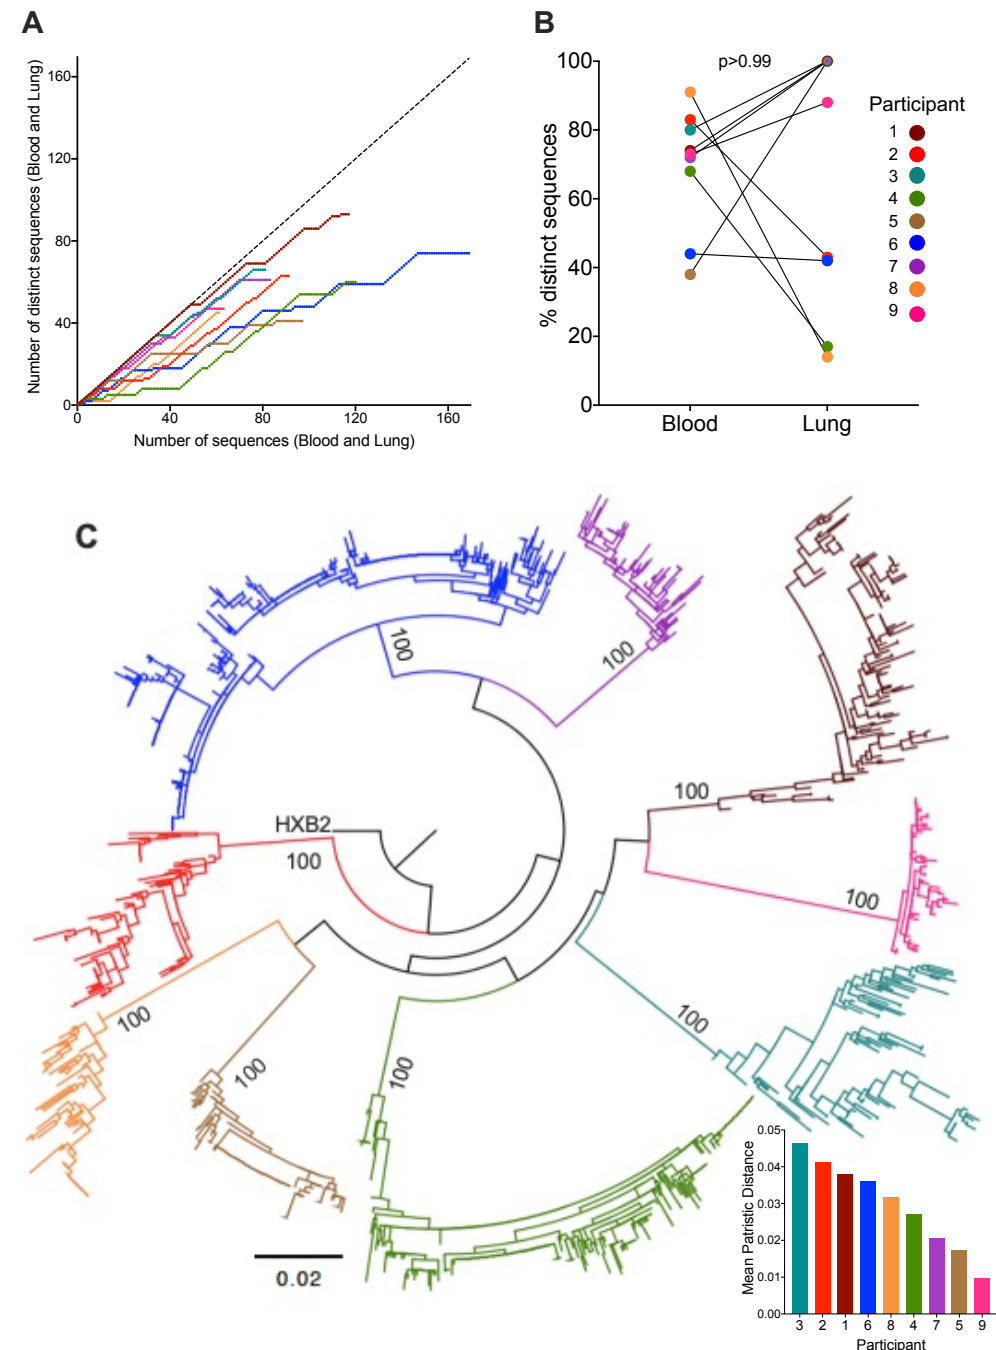 A
Number of distinct sequences (Blood and Lung)
160
120
80
40
0
0 40 80 120 160
Number of sequences (Blood and Lung)
B
% distinct sequences
100
80
60
40
20
0
p>0.99
Blood Lung
Participant
1
2
3
4
5
6
7
8
9
C
100
100
100
HXB2
100
100
100
100
100
100
0.02
Mean Patristic Distance
0.05
0.04
0.03
0.02
0.01
0.00
3 2 1 6 8 4 7 5 9
Participant